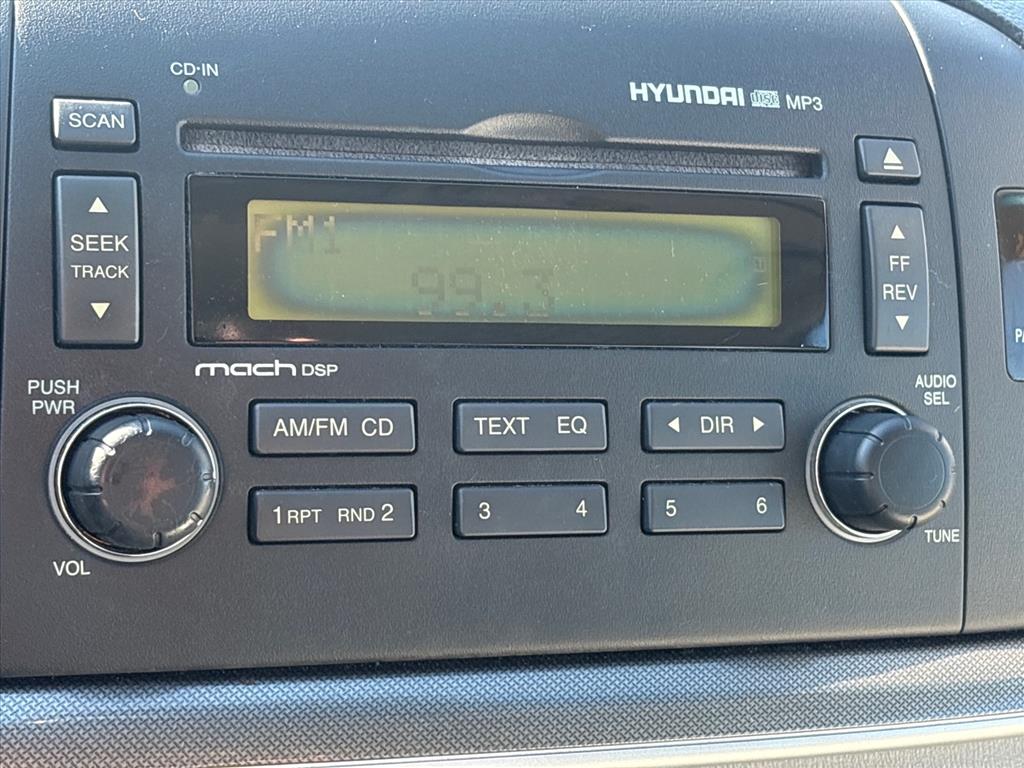 CD·IN
HYUNDAI MP3
SCAN
SEEK
TRACK
FM1
99.3
FF
REV
mach DSP
PUSH
PWR
AUDIO
SEL
AM/FM CD
TEXT EQ
DIR
1 RPT RND 2
3 4
5 6
VOL
TUNE